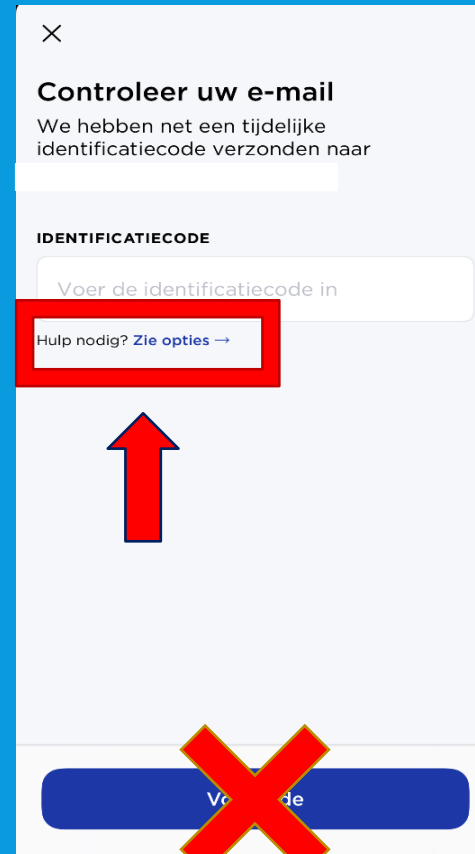 Controleer uw e-mail
We hebben net een tijdelijke
identificatiecode verzonden naar
IDENTIFICATIECODE
Voer de identificatiecode in
Hulp nodig? Zie opties →